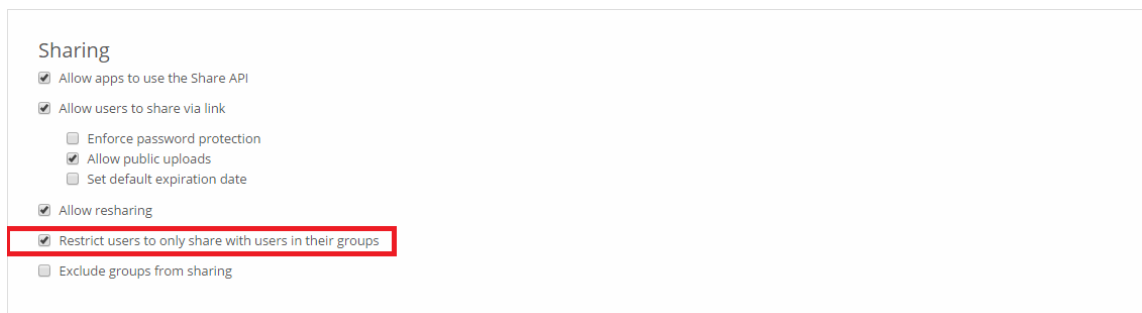 Sharing
Allow apps to use the Share API
Allow users to share via link
Enforce password protection
Allow public uploads
Set default expiration date
Allow resharing
Restrict users to only share with users in their groups
Exclude groups from sharing